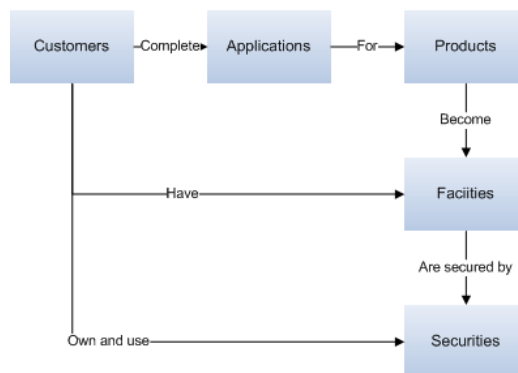 Customers
Complete
Applications
For
Products
Become
Have
Faciities
Are secured by
Own and use
Securities